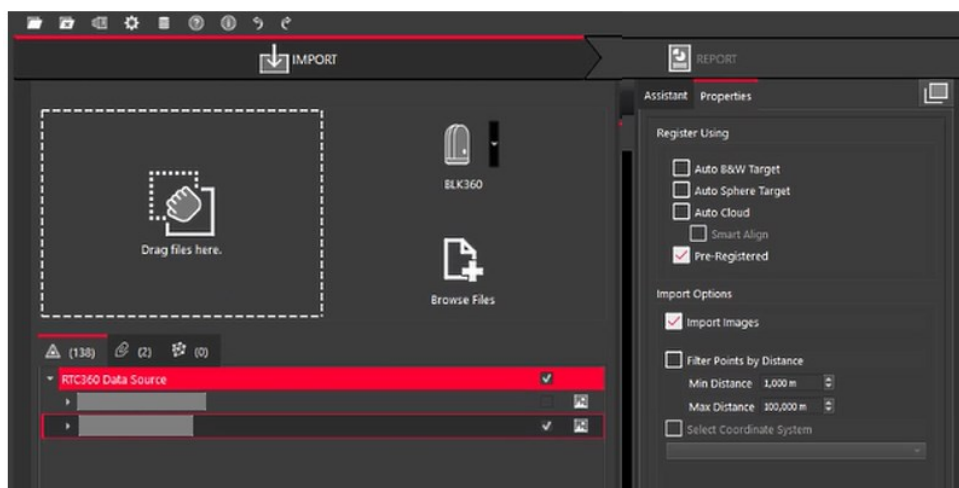 IMPORT
REPORT
Assistant Properties
Register Using
Auto B&W Target
Auto Sphere Target
Auto Cloud
Smart Align
Pre-Registered
BLK360
Drag files here.
Browse Files
Import Options
Import Images
Filter Points by Distance
Min Distance 1,000 m
Max Distance 100,000 m
Select Coordinate System
(138) (2) (0)
RTC360 Data Source